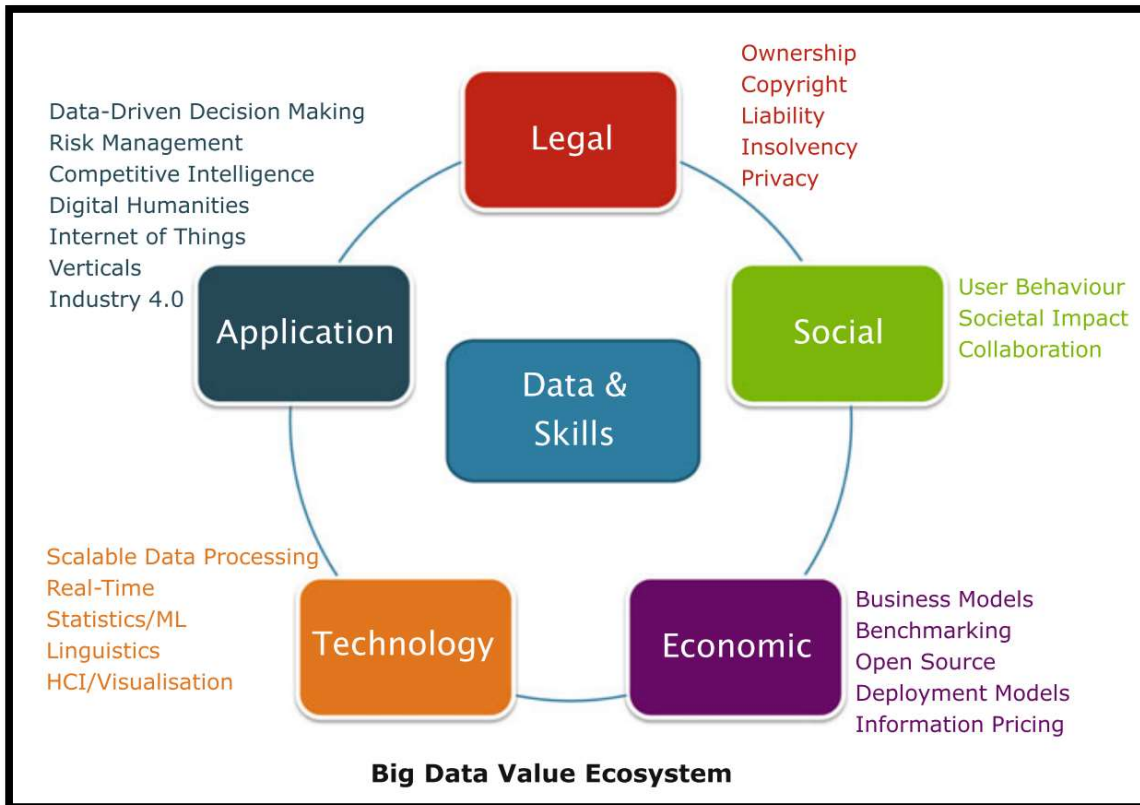 Legal
Ownership
Copyright
Liability
Insolvency
Privacy
Data-Driven Decision Making
Risk Management
Competitive Intelligence
Digital Humanities
Internet of Things
Verticals
Industry 4.0
Application
Social
User Behaviour
Societal Impact
Collaboration
Data &
Skills
Scalable Data Processing
Real-Time
Statistics/ML
Linguistics
HCI/Visualisation
Technology
Economic
Business Models
Benchmarking
Open Source
Deployment Models
Information Pricing
Big Data Value Ecosystem